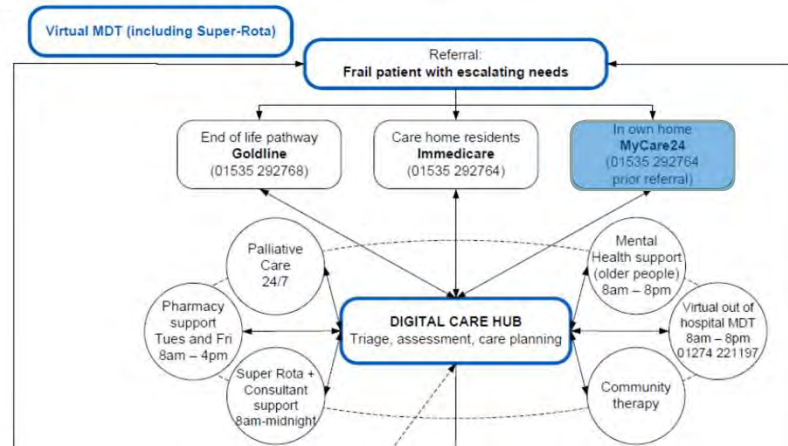 Virtual MDT (including Super-Rota)
Referral:
Frail patient with escalating needs
End of life pathway
Goldline
(01535 292768)
Care home residents
Immedicare
(01535 292764)
In own home
MyCare24
(01535 292764
prior referral)
Palliative
Care
24/7
Mental
Health support
(older people)
8am – 8pm
Pharmacy
support
Tues and Fri
8am – 4pm
DIGITAL CARE HUB
Triage, assessment, care planning
Virtual out of
hospital MDT
8am – 8pm
01274 221197
Super Rota +
Consultant
support
8am-midnight
Community
therapy